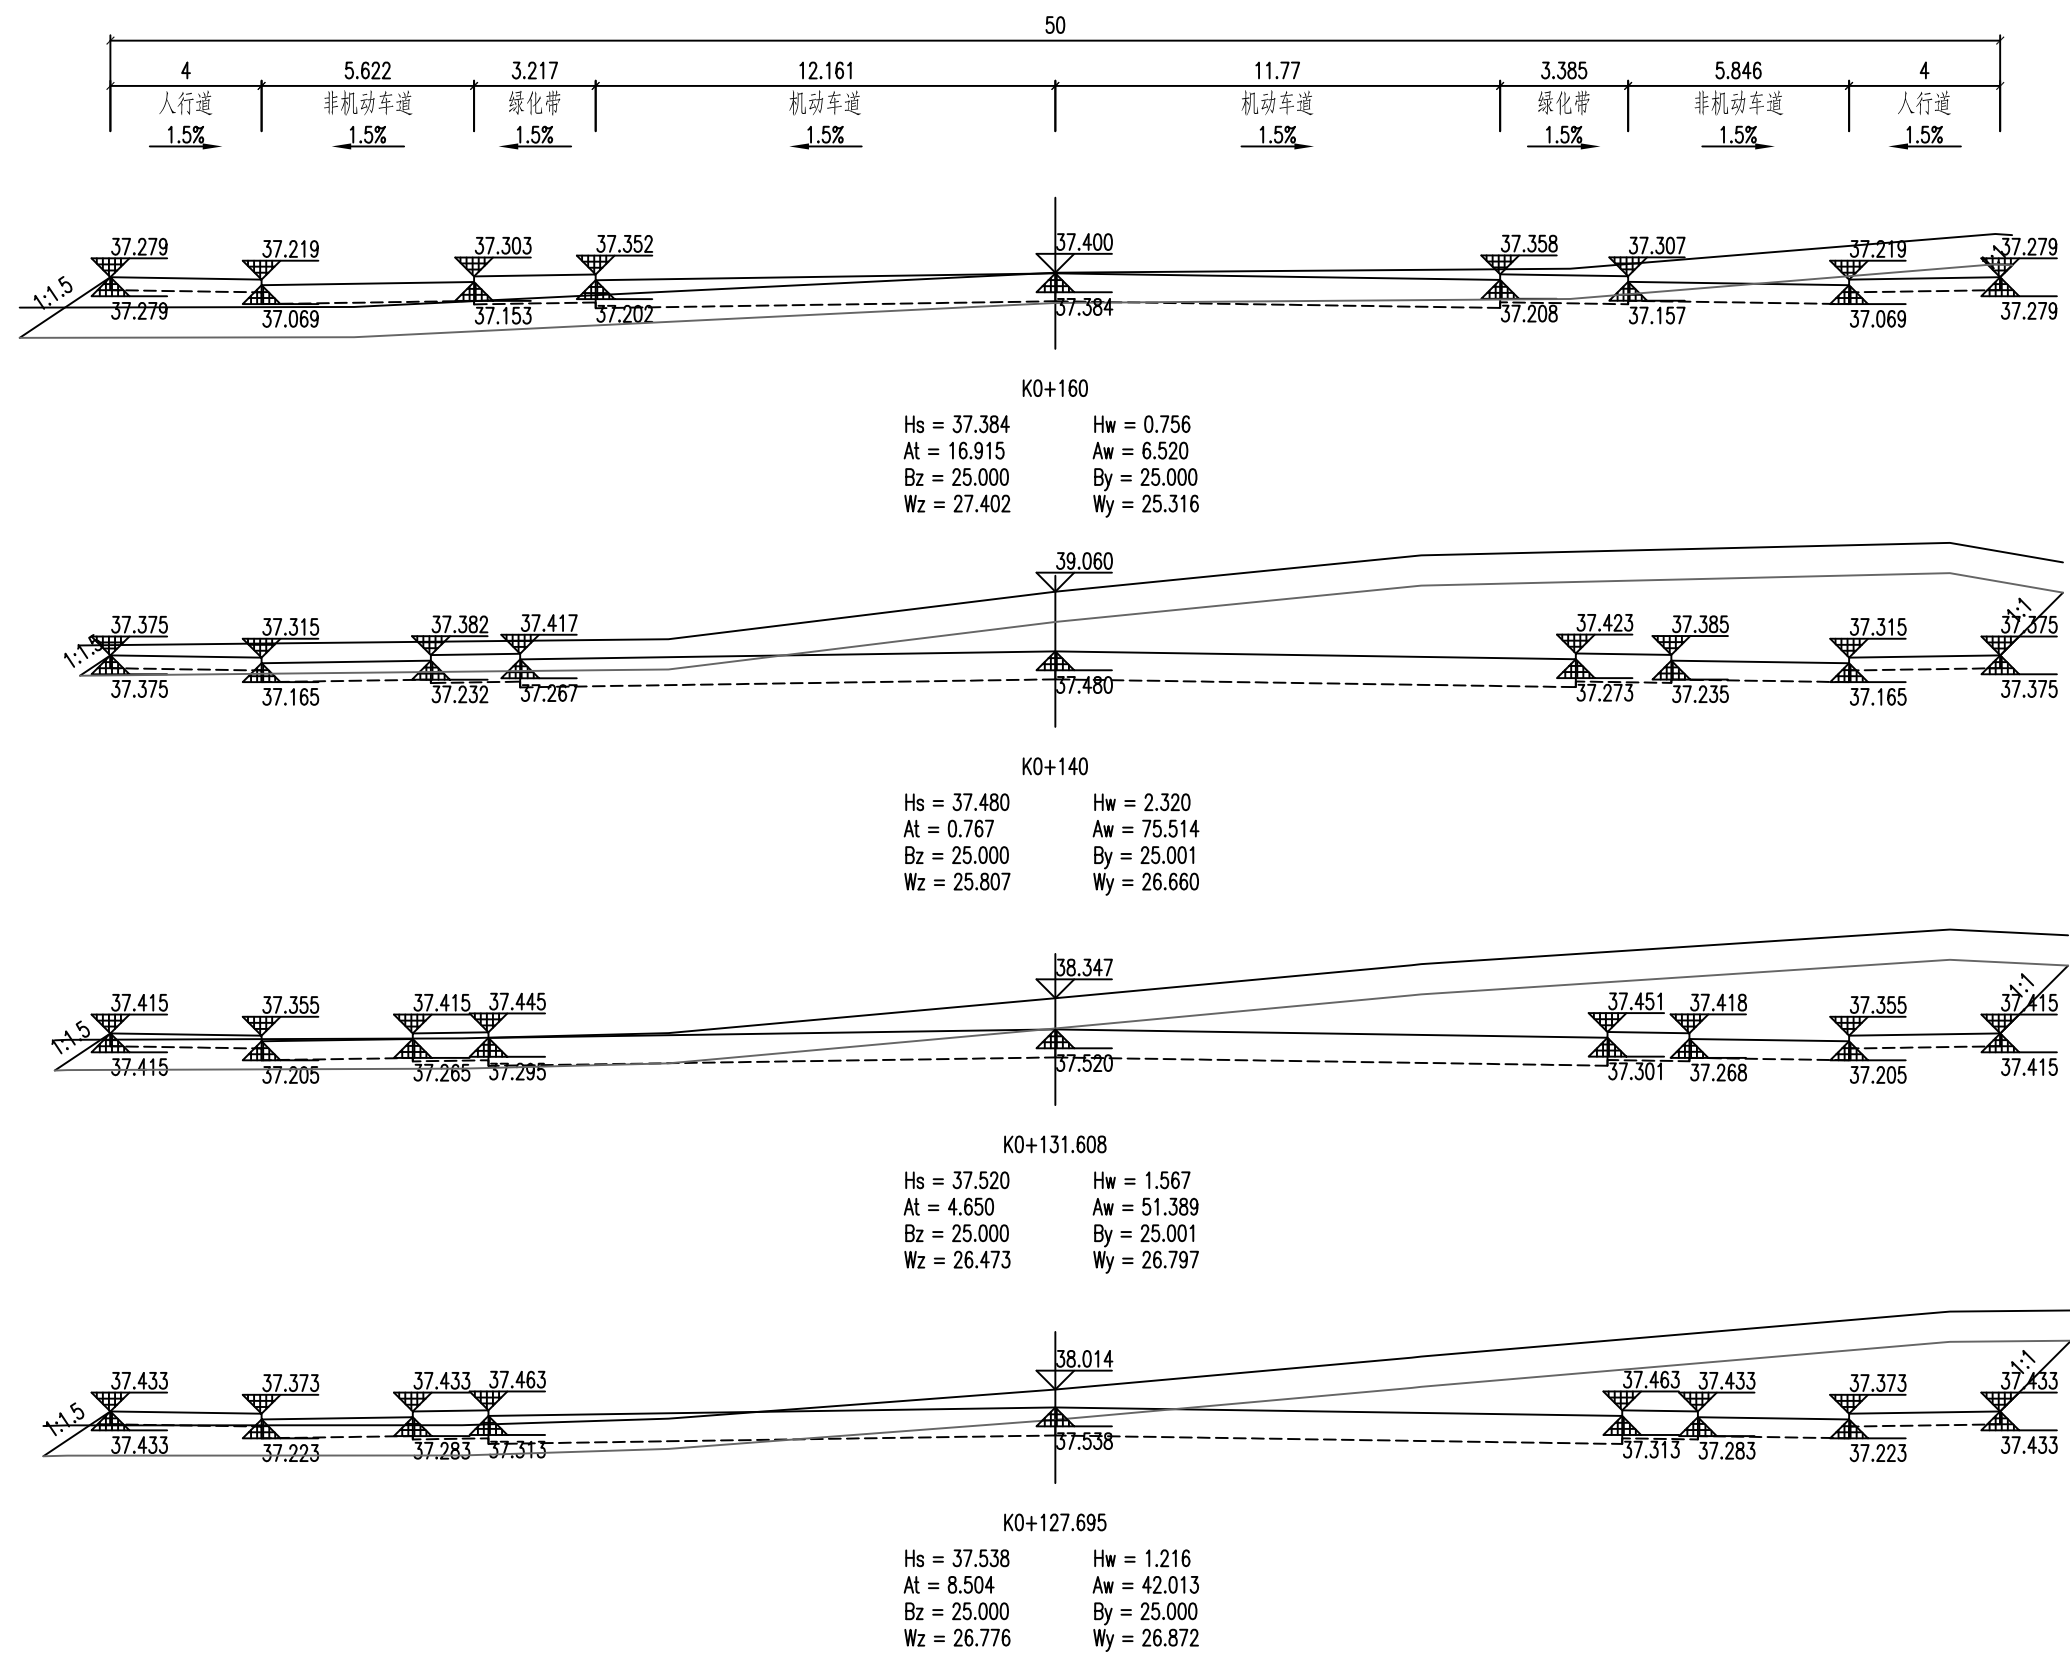 50
4 5.622 3.217 12.161 11.77 3.385 5.846 4
人行道 非机动车道 绿化带 机动车道 机动车道 绿化带 非机动车道 人行道
1.5% 1.5% 1.5% 1.5% 1.5% 1.5% 1.5% 1.5%
37.279 37.219 37.303 37.352 37.400 37.358 37.307 37.219 37.279
1:1.5 1:1
37.279 37.069 37.153 37.202 37.384 37.208 37.157 37.069 37.279
K0+160
Hs = 37.384 Hw = 0.756
At = 16.915 Aw = 6.520
Bz = 25.000 By = 25.000
Wz = 27.402 Wy = 25.316
39.060
37.375 37.315 37.382 37.417 37.423 37.385 37.315 37.375
1:1.5 1:1
37.375 37.165 37.232 37.267 37.480 37.273 37.235 37.165 37.375
K0+140
Hs = 37.480 Hw = 2.320
At = 0.767 Aw = 75.514
Bz = 25.000 By = 25.001
Wz = 25.807 Wy = 26.660
38.347
37.415 37.355 37.415 37.445 37.451 37.418 37.355 37.415
1:1.5 1:1
37.415 37.205 37.265 37.295 37.520 37.301 37.268 37.205 37.415
K0+131.608
Hs = 37.520 Hw = 1.567
At = 4.650 Aw = 51.389
Bz = 25.000 By = 25.001
Wz = 26.473 Wy = 26.797
38.014
37.433 37.373 37.433 37.463 37.463 37.433 37.373 37.433
1:1.5 1:1
37.433 37.223 37.283 37.313 37.538 37.313 37.283 37.223 37.433
K0+127.695
Hs = 37.538 Hw = 1.216
At = 8.504 Aw = 42.013
Bz = 25.000 By = 25.000
Wz = 26.776 Wy = 26.872